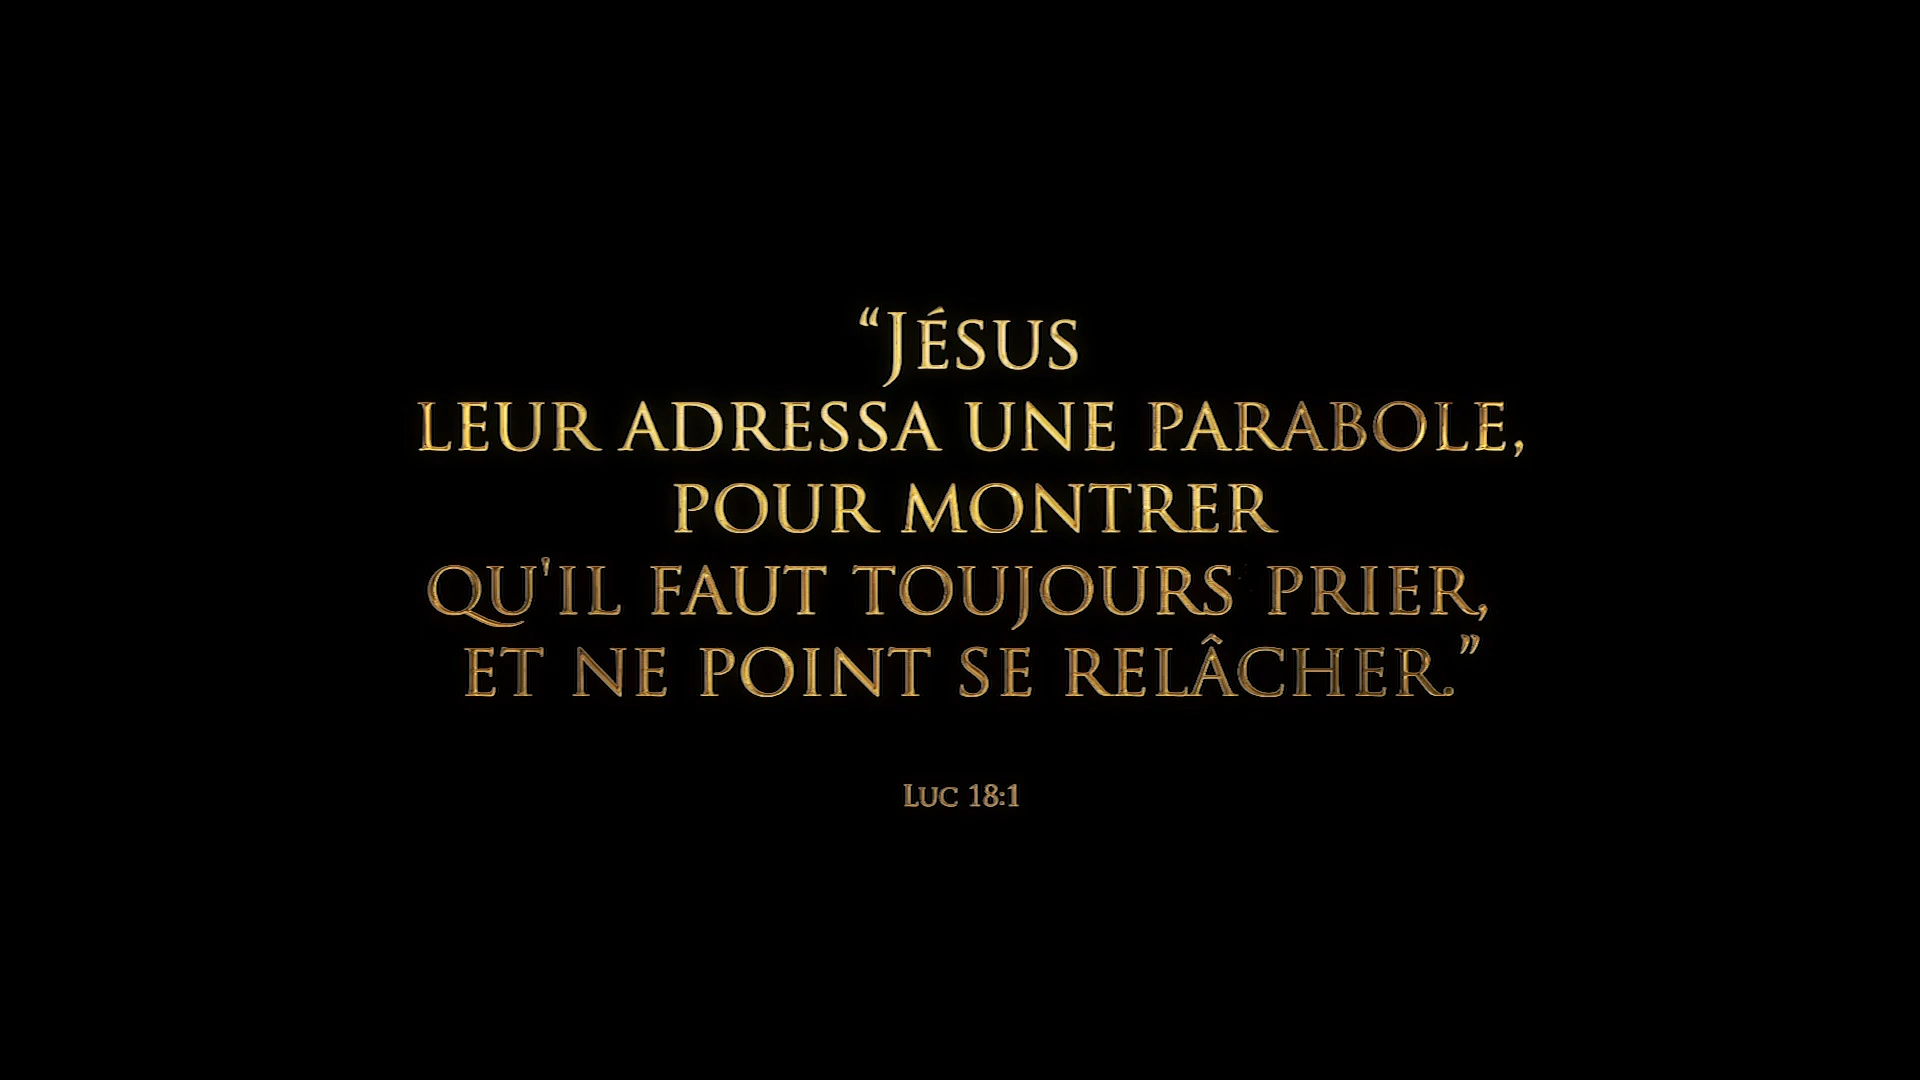 “Jésus
leur adressa une parabole,
pour montrer
qu'il faut toujours prier,
et ne point se relâcher.”
Luc 18:1